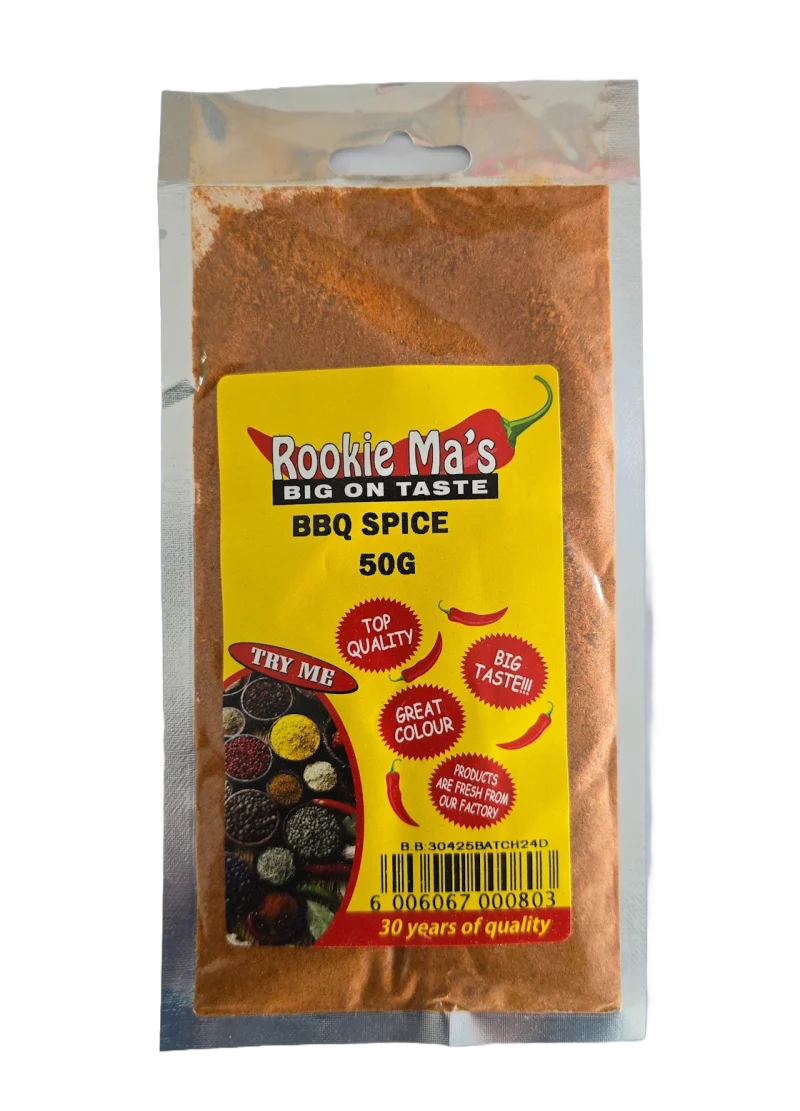 Rookie Ma's
BIG ON TASTE
BBQ SPICE
50G
TOP
QUALITY
TRY ME
BIG
TASTE!!!
GREAT
COLOUR
PRODUCTS
ARE FRESH FROM
OUR FACTORY
B.B:30425BATCH24D
6 006067 000803
30 years of quality